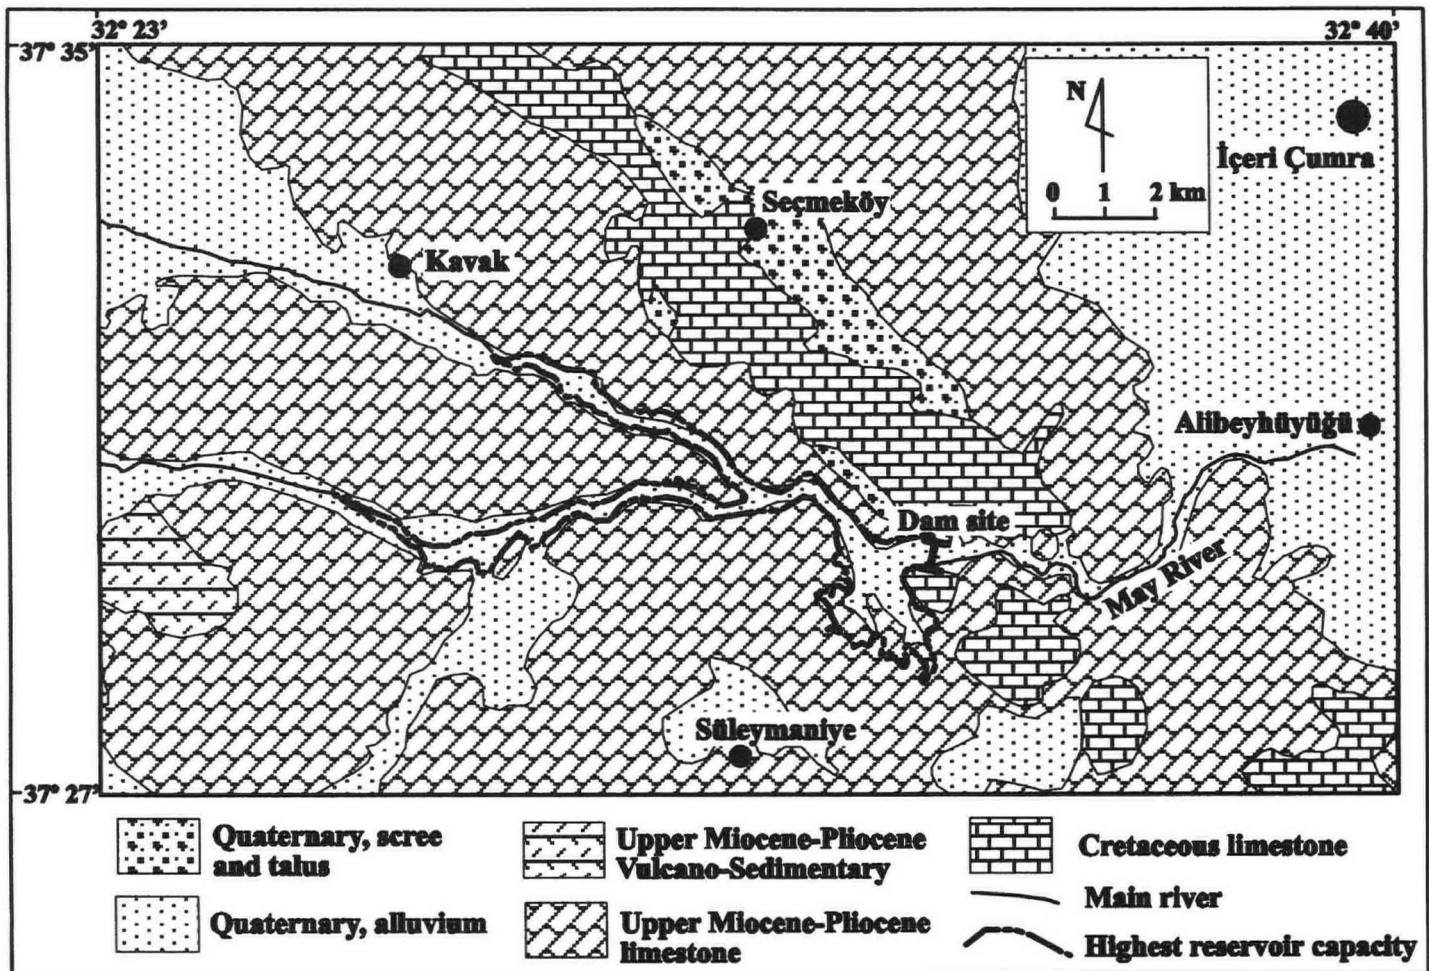 32° 23'
32° 40'
37° 35'
N
0 1 2 km
İçeri Çumra
Seçmeköy
Kavak
Alibeyhüyüğü
Dam site
May River
Süleymaniye
37° 27'
Quaternary, scree
and talus
Upper Miocene-Pliocene
Vulcano-Sedimentary
Cretaceous limestone
Main river
Quaternary, alluvium
Upper Miocene-Pliocene
limestone
Highest reservoir capacity